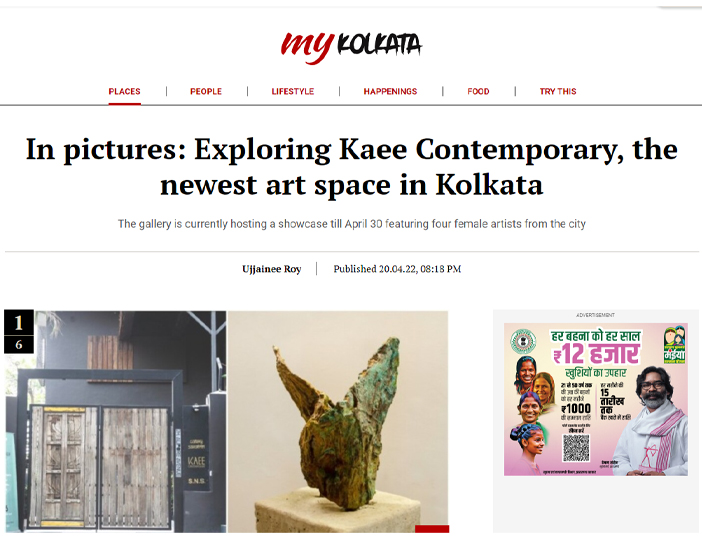 my KOLKATA
PLACES | PEOPLE | LIFESTYLE | HAPPENINGS | FOOD | TRY THIS
In pictures: Exploring Kaee Contemporary, the
newest art space in Kolkata
The gallery is currently hosting a showcase till April 30 featuring four female artists from the city
Ujjainee Roy | Published 20.04.22, 08:18 PM
1
6
KAEE
ADVERTISEMENT
हर बहना को हर साल
₹12 हजार
खुशियों का उपहार
मंईयां
₹1000
हर महीने की
15
तारीख
तक